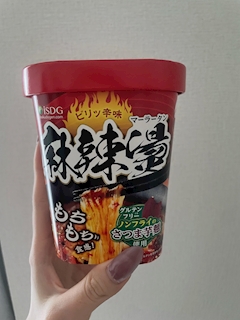 ISDG
ピリッ辛味
マーラータン
麻辣湯
もち
もち
食感!
グルテン
フリー
ノンフライの
さつま芋麺
使用